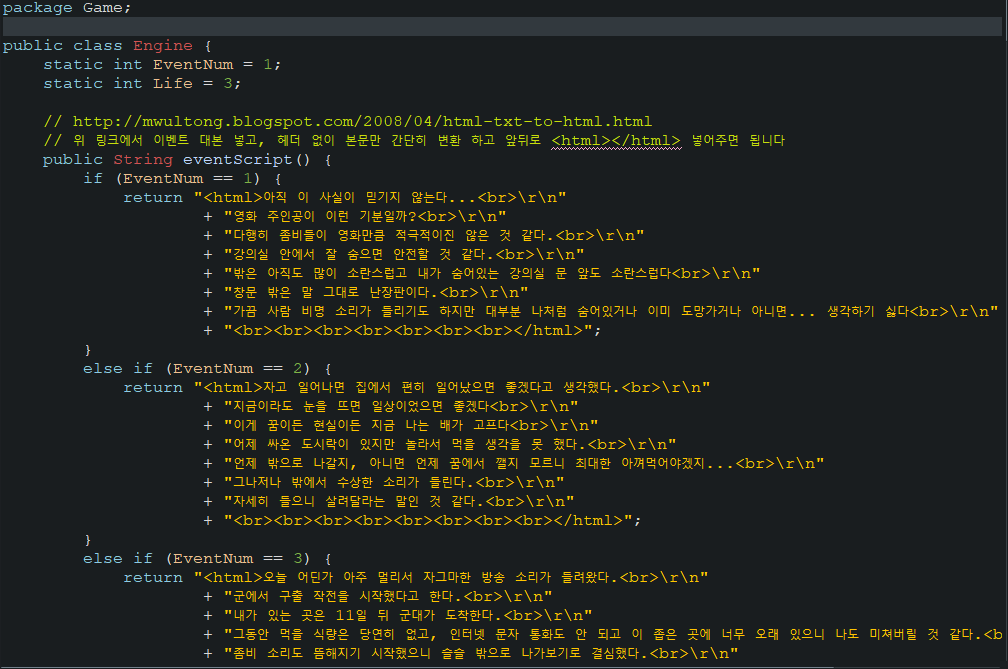 package Game;
public class Engine {
    static int EventNum = 1;
    static int Life = 3;
    // http://mwultong.blogspot.com/2008/04/html-txt-to-html.html
    // 위 링크에서 이벤트 대본 넣고, 헤더 없이 본문만 간단히 변환 하고 앞뒤로 <html></html> 넣어주면 됩니다
    public String eventScript() {
        if (EventNum == 1) {
            return "<html>아직 이 사실이 믿기지 않는다...<br>\r\n"
                    + "영화 주인공이 이런 기분일까?<br>\r\n"
                    + "다행히 좀비들이 영화만큼 적극적이진 않은 것 같다.<br>\r\n"
                    + "강의실 안에서 잘 숨으면 안전할 것 같다.<br>\r\n"
                    + "밖은 아직도 많이 소란스럽고 내가 숨어있는 강의실 문 앞도 소란스럽다<br>\r\n"
                    + "창문 밖은 말 그대로 난장판이다.<br>\r\n"
                    + "가끔 사람 비명 소리가 들리기도 하지만 대부분 나처럼 숨어있거나 이미 도망가거나 아니면... 생각하기 싫다<br>\r\n"
                    + "<br><br><br><br><br><br><br></html>";
        }
        else if (EventNum == 2) {
            return "<html>자고 일어나면 집에서 편히 일어났으면 좋겠다고 생각했다.<br>\r\n"
                    + "지금이라도 눈을 뜨면 일상이었으면 좋겠다<br>\r\n"
                    + "이게 꿈이든 현실이든 지금 나는 배가 고프다<br>\r\n"
                    + "어제 싸온 도시락이 있지만 놀라서 먹을 생각을 못 했다.<br>\r\n"
                    + "언제 밖으로 나갈지, 아니면 언제 꿈에서 깰지 모르니 최대한 아껴먹어야겠지...<br>\r\n"
                    + "그나저나 밖에서 수상한 소리가 들린다.<br>\r\n"
                    + "자세히 들으니 살려달라는 말인 것 같다.<br>\r\n"
                    + "<br><br><br><br><br><br><br><br></html>";
        }
        else if (EventNum == 3) {
            return "<html>오늘 어딘가 아주 멀리서 자그마한 방송 소리가 들려왔다.<br>\r\n"
                    + "군에서 구출 작전을 시작했다고 한다.<br>\r\n"
                    + "내가 있는 곳은 11일 뒤 군대가 도착한다.<br>\r\n"
                    + "그동안 먹을 식량은 당연히 없고, 인터넷 문자 통화도 안 되고 이 좁은 곳에 너무 오래 있으니 나도 미쳐버릴 것 같다.<b
                    + "좀비 소리도 뜸해지기 시작했으니 슬슬 밖으로 나가보기로 결심했다.<br>\r\n"